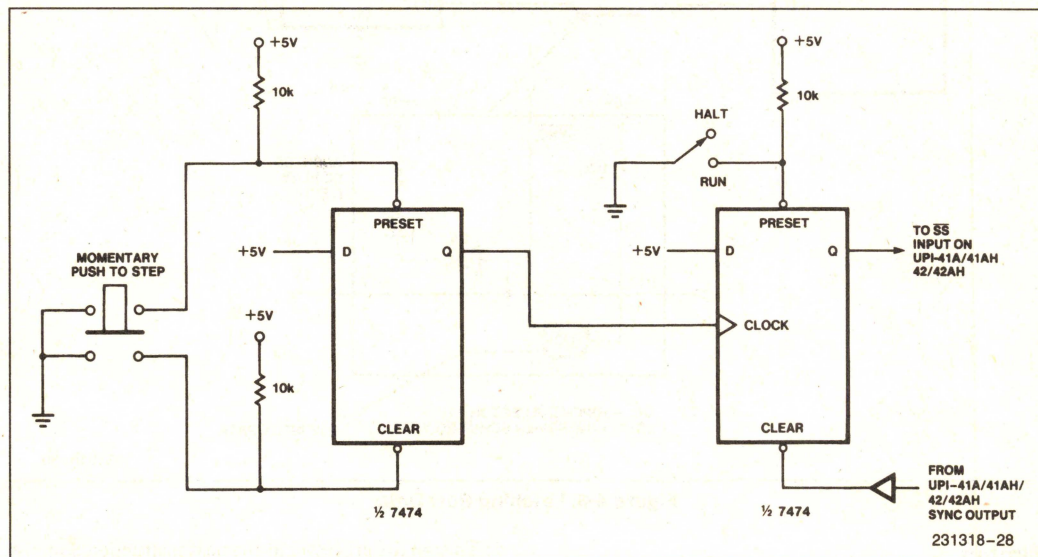 +5V
10k
+5V
10k
HALT
RUN
PRESET
+5V
D
Q
MOMENTARY
PUSH TO STEP
+5V
10k
CLEAR
½ 7474
PRESET
+5V
D
Q
CLOCK
CLEAR
½ 7474
TO S̅S̅
INPUT ON
UPI-41A/41AH
42/42AH
FROM
UPI-41A/41AH/
42/42AH
SYNC OUTPUT
231318-28